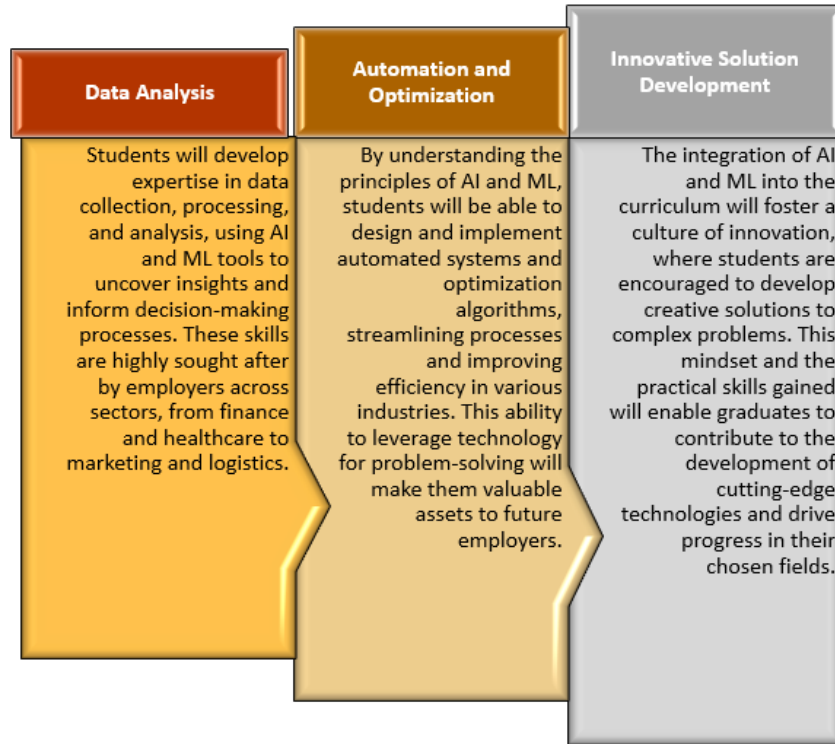 Data Analysis
Students will develop
expertise in data
collection, processing,
and analysis, using AI
and ML tools to
uncover insights and
inform decision-making
processes. These skills
are highly sought after
by employers across
sectors, from finance
and healthcare to
marketing and logistics.
Automation and
Optimization
By understanding the
principles of AI and ML,
students will be able to
design and implement
automated systems and
optimization
algorithms,
streamlining processes
and improving
efficiency in various
industries. This ability
to leverage technology
for problem-solving will
make them valuable
assets to future
employers.
Innovative Solution
Development
The integration of AI
and ML into the
curriculum will foster a
culture of innovation,
where students are
encouraged to develop
creative solutions to
complex problems. This
mindset and the
practical skills gained
will enable graduates to
contribute to the
development of
cutting-edge
technologies and drive
progress in their
chosen fields.